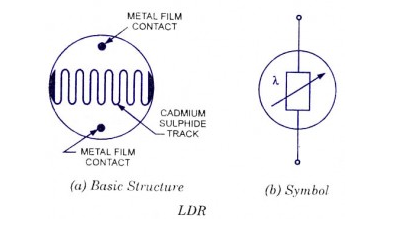 METAL FILM
CONTACT
CADMIUM
SULPHIDE
TRACK
METAL FILM
CONTACT
λ
(a) Basic Structure
(b) Symbol
LDR